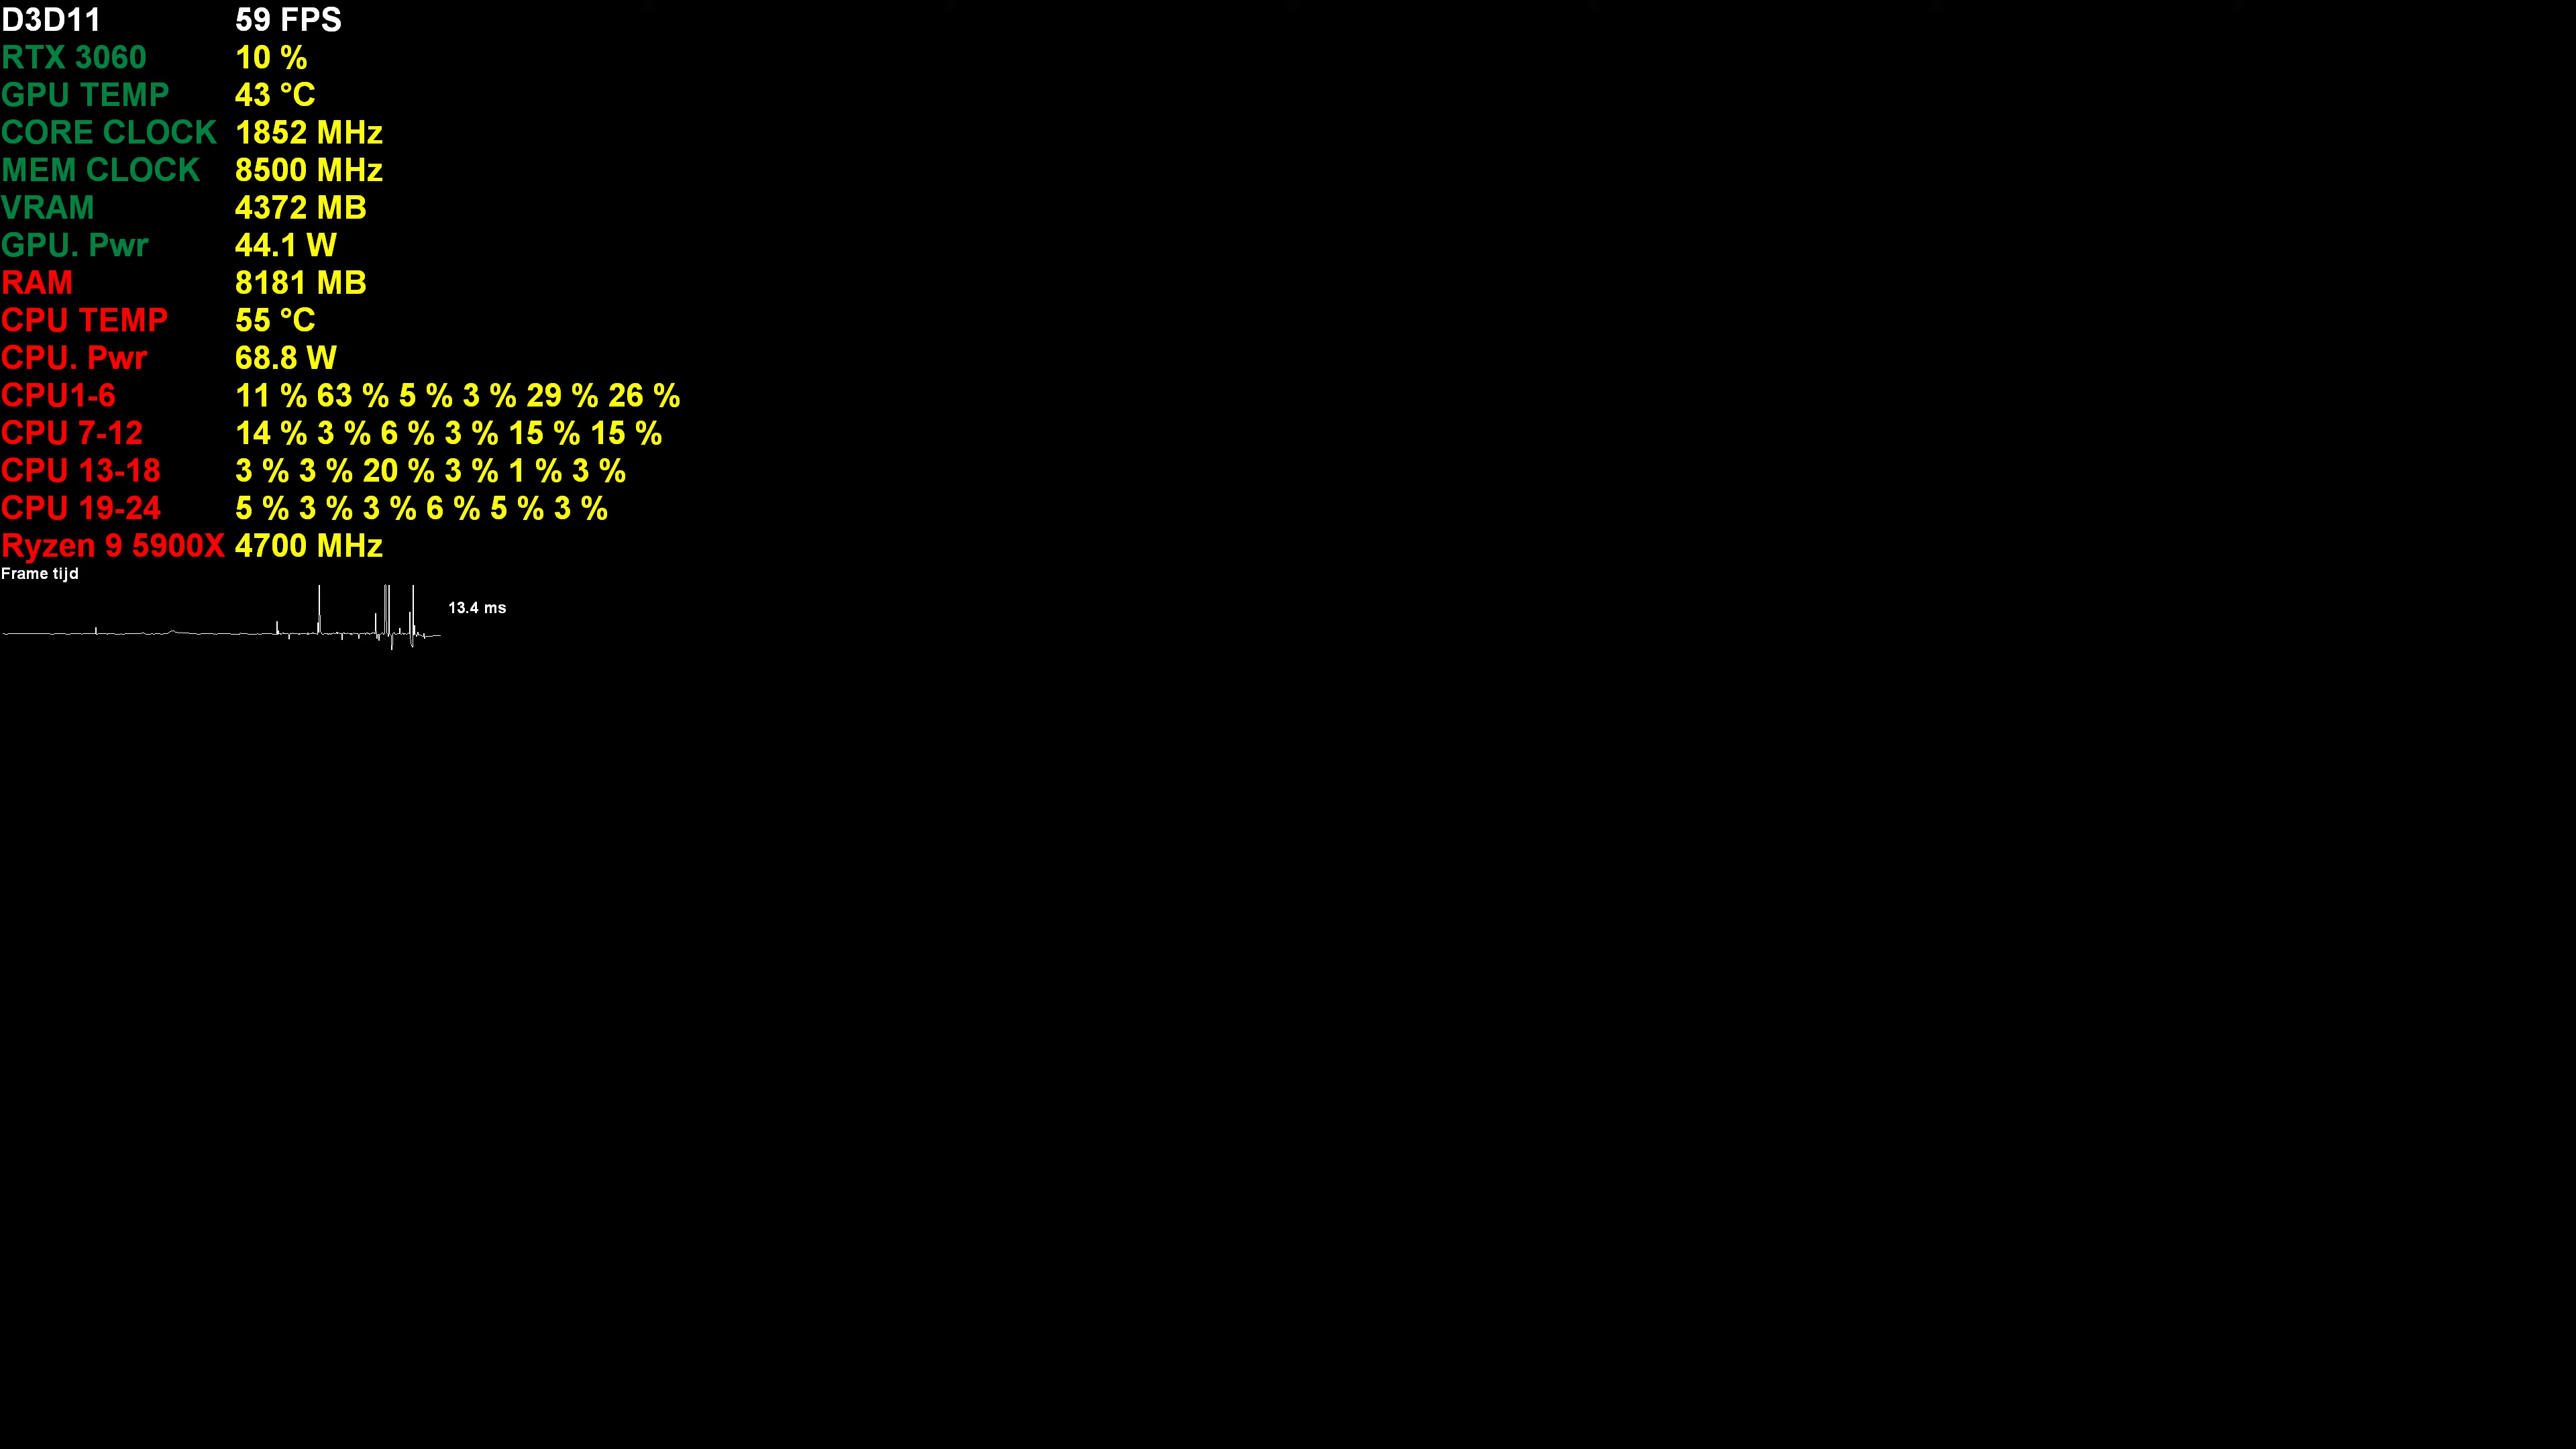 D3D11 59 FPS
RTX 3060 10 %
GPU TEMP 43 °C
CORE CLOCK 1852 MHz
MEM CLOCK 8500 MHz
VRAM 4372 MB
GPU. Pwr 44.1 W
RAM 8181 MB
CPU TEMP 55 °C
CPU. Pwr 68.8 W
CPU1-6 11 % 63 % 5 % 3 % 29 % 26 %
CPU 7-12 14 % 3 % 6 % 3 % 15 % 15 %
CPU 13-18 3 % 3 % 20 % 3 % 1 % 3 %
CPU 19-24 5 % 3 % 3 % 6 % 5 % 3 %
Ryzen 9 5900X 4700 MHz
Frame tijd
13.4 ms